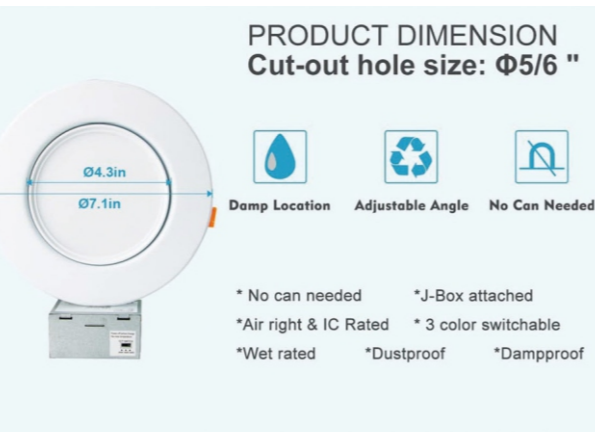 PRODUCT DIMENSION
Cut-out hole size: Φ5/6 "
Ø4.3in
Ø7.1in
Damp Location
Adjustable Angle
No Can Needed
* No can needed
*J-Box attached
*Air right & IC Rated
* 3 color switchable
*Wet rated
*Dustproof
*Dampproof